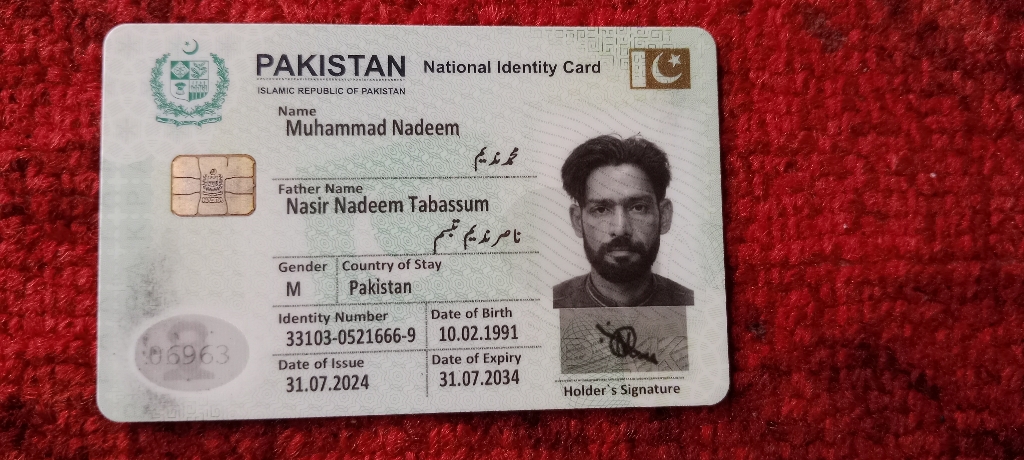 PAKISTAN National Identity Card
ISLAMIC REPUBLIC OF PAKISTAN
Name
Muhammad Nadeem
محمد ندیم
Father Name
Nasir Nadeem Tabassum
ناصر ندیم تبسم
Gender Country of Stay
M Pakistan
Identity Number Date of Birth
33103-0521666-9 10.02.1991
Date of Issue Date of Expiry
31.07.2024 31.07.2034
06963
Holder's Signature